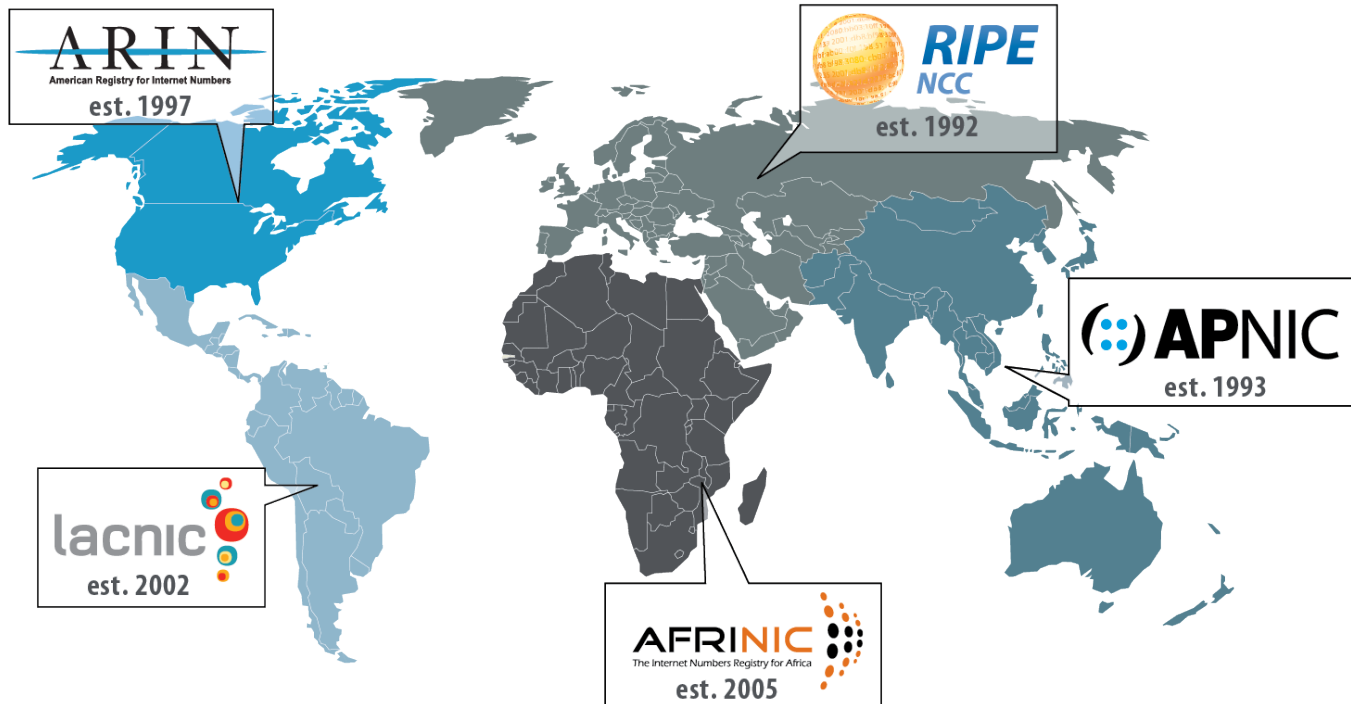 ARIN
American Registry for Internet Numbers
est. 1997
RIPE
NCC
est. 1992
APNIC
est. 1993
lacnic
est. 2002
AFRINIC
The Internet Numbers Registry for Africa
est. 2005